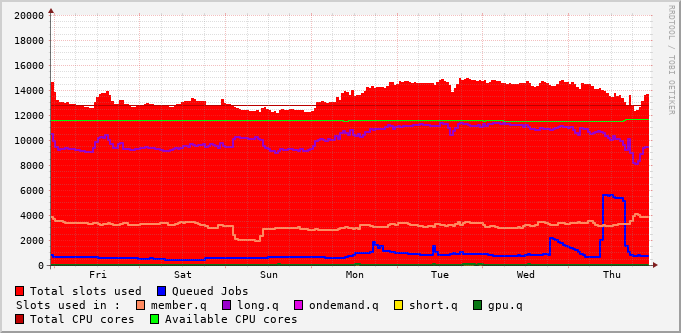 20000
18000
16000
14000
12000
10000
8000
6000
4000
2000
0
Fri Sat Sun Mon Tue Wed Thu
Total slots used Queued Jobs
Slots used in : member.q long.q ondemand.q short.q gpu.q
Total CPU cores Available CPU cores
RRDTOOL / TOBI OETIKER